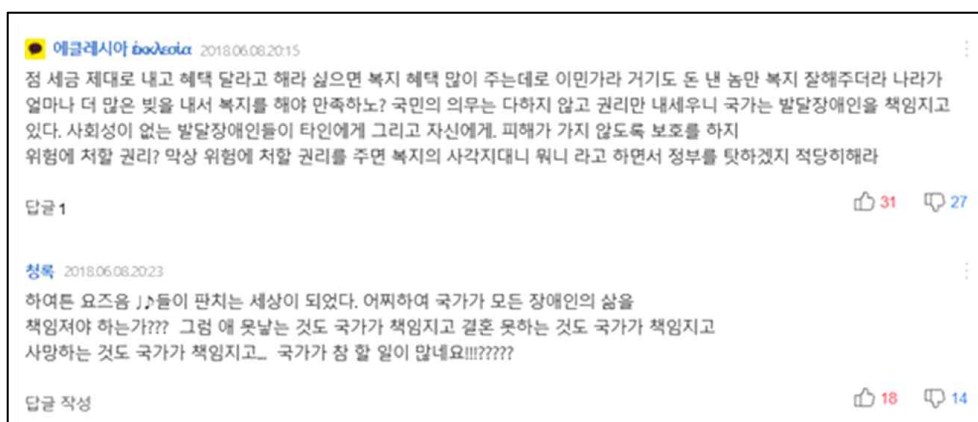 에클레시아 ἐκκλεσία 2018.06.08.20:15
점 세금 제대로 내고 혜택 달라고 해라 싫으면 복지 혜택 많이 주는데로 이민가라 거기도 돈 낸 놈만 복지 잘해주더라 나라가
얼마나 더 많은 빚을 내서 복지를 해야 만족하노? 국민의 의무는 다하지 않고 권리만 내세우니 국가는 발달장애인을 책임지고
있다. 사회성이 없는 발달장애인들이 타인에게 그리고 자신에게. 피해가 가지 않도록 보호를 하지
위험에 처할 권리? 막상 위험에 처할 권리를 주면 복지의 사각지대니 뭐니 라고 하면서 정부를 탓하겠지 적당히해라
답글 1
31 27
청록 2018.06.08.20:23
하여튼 요즈음 ♩♪들이 판치는 세상이 되었다. 어찌하여 국가가 모든 장애인의 삶을
책임져야 하는가??? 그럼 애 못낳는 것도 국가가 책임지고 결혼 못하는 것도 국가가 책임지고
사망하는 것도 국가가 책임지고... 국가가 참 할 일이 많네요!!!?????
답글 작성
18 14